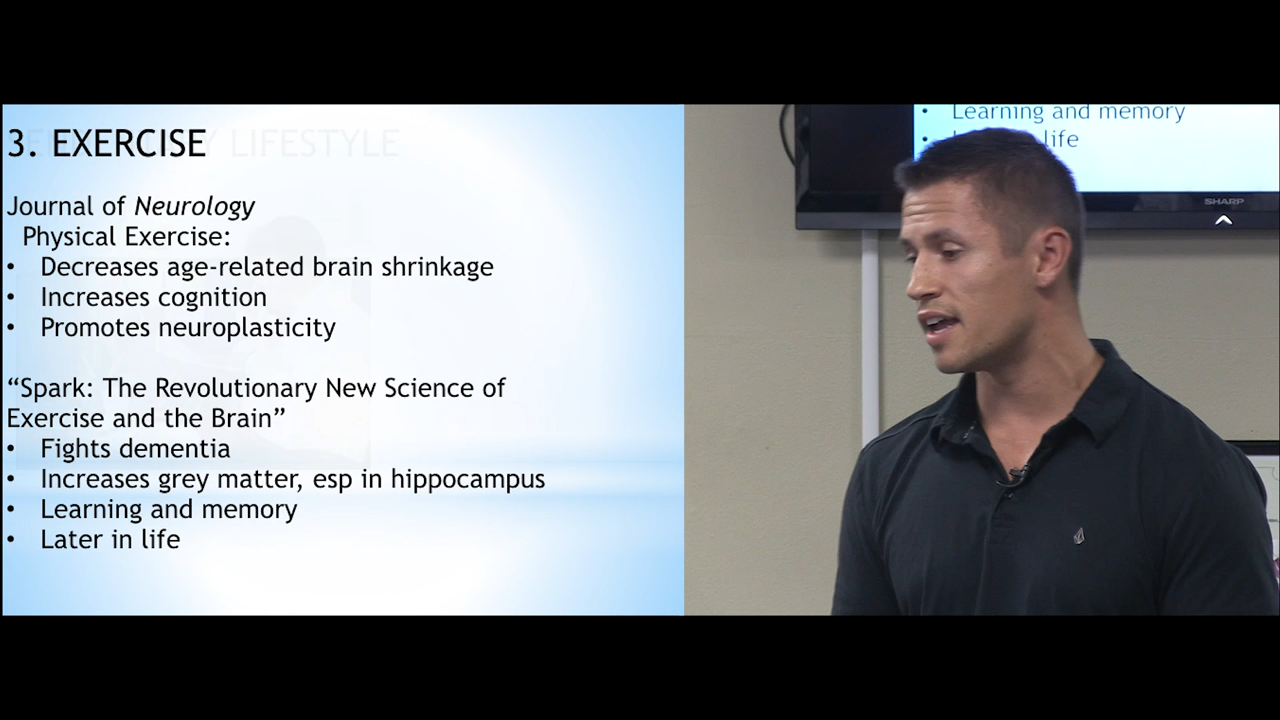 3. EXERCISE
LIFESTYLE
Journal of Neurology
Physical Exercise:
• Decreases age-related brain shrinkage
• Increases cognition
• Promotes neuroplasticity
“Spark: The Revolutionary New Science of
Exercise and the Brain”
• Fights dementia
• Increases grey matter, esp in hippocampus
• Learning and memory
• Later in life
• Learning and memory
• life
SHARP